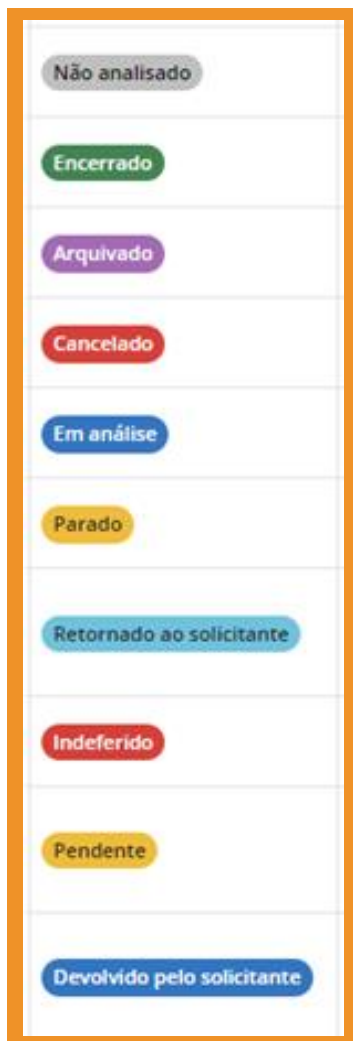 Não analisado
Encerrado
Arquivado
Cancelado
Em análise
Parado
Retornado ao solicitante
Indeferido
Pendente
Devolvido pelo solicitante